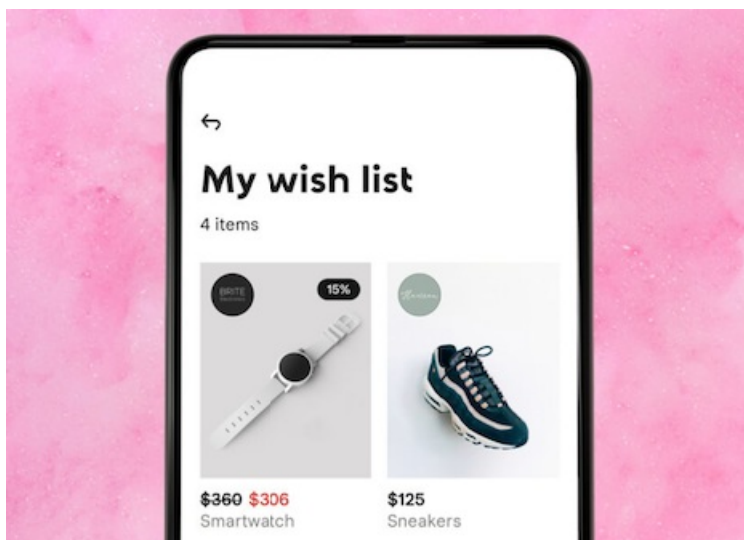 My wish list
4 items
BRITE
15%
$360 $306
Smartwatch
$125
Sneakers